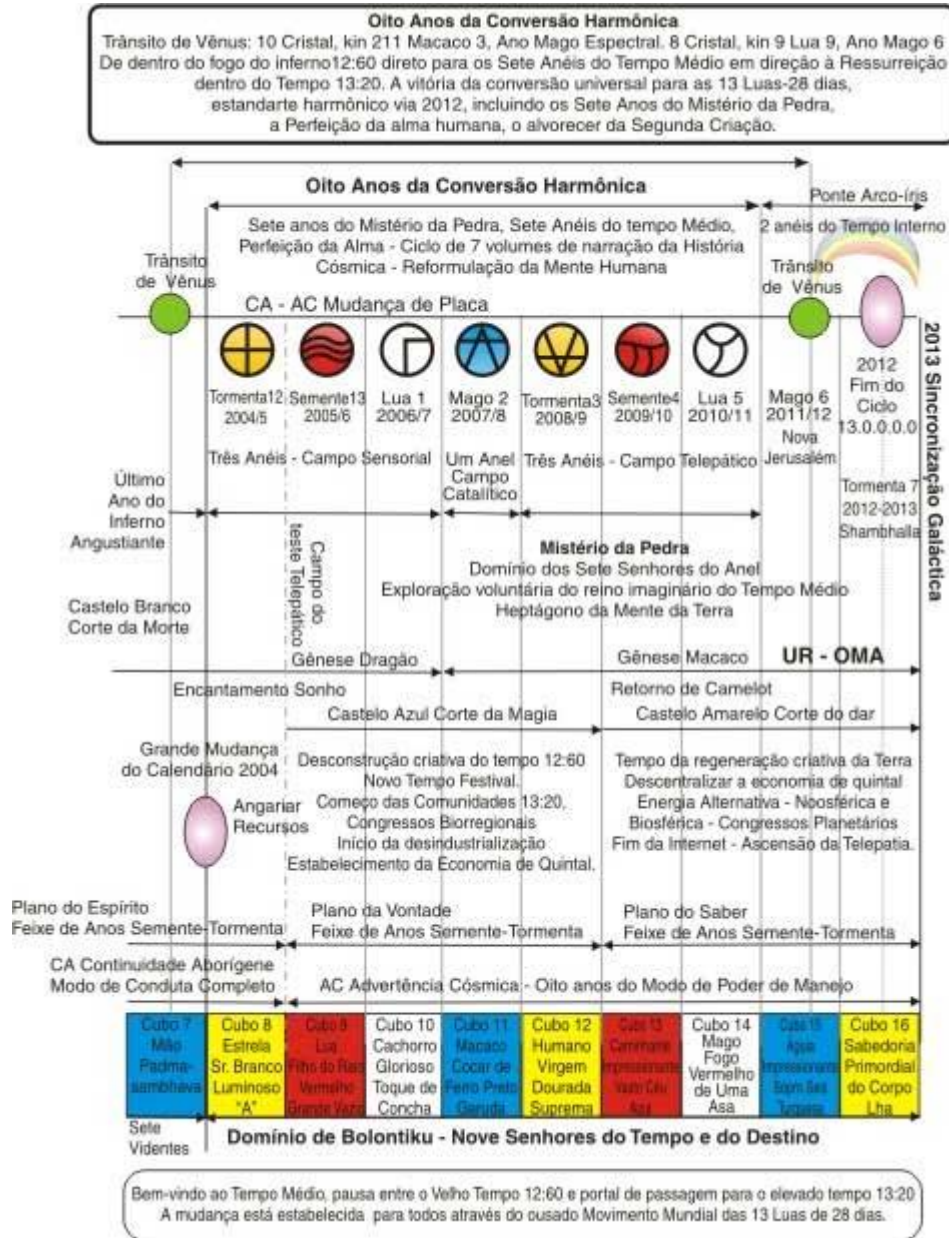 Oito Anos da Conversão Harmônica
Trânsito de Vênus: 10 Cristal, kin 211 Macaco 3, Ano Mago Espectral. 8 Cristal, kin 9 Lua 9, Ano Mago 6
De dentro do fogo do inferno12:60 direto para os Sete Anéis do Tempo Médio em direção à Ressurreição
dentro do Tempo 13:20. A vitória da conversão universal para as 13 Luas-28 dias,
estandarte harmônico via 2012, incluindo os Sete Anos do Mistério da Pedra,
a Perfeição da alma humana, o alvorecer da Segunda Criação.
Oito Anos da Conversão Harmônica
Ponte Arco-íris
2 anéis do Tempo Interno
Sete anos do Mistério da Pedra, Sete Anéis do tempo Médio,
Perfeição da Alma - Ciclo de 7 volumes de narração da História
Cósmica - Reformulação da Mente Humana
Trânsito
de Vênus
Trânsito
de Vênus
CA - AC Mudança de Placa
Tormenta12
2004/5
Semente13
2005/6
Lua 1
2006/7
Mago 2
2007/8
Tormenta3
2008/9
Semente4
2009/10
Lua 5
2010/11
Mago 6
2011/12
Nova
Jerusalém
2012
Fim do
Ciclo
13.0.0.0.0
Tormenta 7
2012-2013
Shambhalla
2013 Sincronização Galáctica
Três Anéis - Campo Sensorial
Um Anel
Campo
Catalítico
Três Anéis - Campo Telepático
Último
Ano do
Inferno
Angustiante
Campo do
teste Telepático
Mistério da Pedra
Domínio dos Sete Senhores do Anel
Exploração voluntária do reino imaginário do Tempo Médio
Heptágono da Mente da Terra
Castelo Branco
Corte da Morte
Gênese Dragão
Gênese Macaco
UR - OMA
Encantamento Sonho
Retorno de Camelot
Castelo Azul Corte da Magia
Castelo Amarelo Corte do dar
Grande Mudança
do Calendário 2004
Angariar
Recursos
Desconstrução criativa do tempo 12:60
Novo Tempo Festival.
Começo das Comunidades 13:20,
Congressos Biorregionais
Início da desindustrialização
Estabelecimento da Economia de Quintal.
Tempo da regeneração criativa da Terra
Descentralizar a economia de quintal
Energia Alternativa - Noosférica e
Biosférica - Congressos Planetários
Fim da Internet - Ascensão da Telepatia.
Plano do Espírito
Feixe de Anos Semente-Tormenta
Plano da Vontade
Feixe de Anos Semente-Tormenta
Plano do Saber
Feixe de Anos Semente-Tormenta
CA Continuidade Aborígene
Modo de Conduta Completo
AC Advertência Cósmica - Oito anos do Modo de Poder de Manejo
Cubo 7
Mão
Padma-
sambhava
Cubo 8
Estrela
Sr. Branco
Luminoso
"A"
Cubo 9
Lua
Filho do Raio
Vermelho
Grande Vazio
Cubo 10
Cachorro
Glorioso
Toque de
Concha
Cubo 11
Macaco
Cocar de
Ferro Preto
Garuda
Cubo 12
Humano
Virgem
Dourada
Suprema
Cubo 13
Caminhante
Impressionante
Vazio Céu
Cubo 14
Mago
Fogo
Vermelho
de Uma
Asa
Cubo 15
Água
Impressionante
Turquesa
Cubo 16
Sabedoria
Primordial
do Corpo
Lha
Sete
Videntes
Domínio de Bolontiku - Nove Senhores do Tempo e do Destino
Bem-vindo ao Tempo Médio, pausa entre o Velho Tempo 12:60 e portal de passagem para o elevado tempo 13:20
A mudança está estabelecida para todos através do ousado Movimento Mundial das 13 Luas de 28 dias.